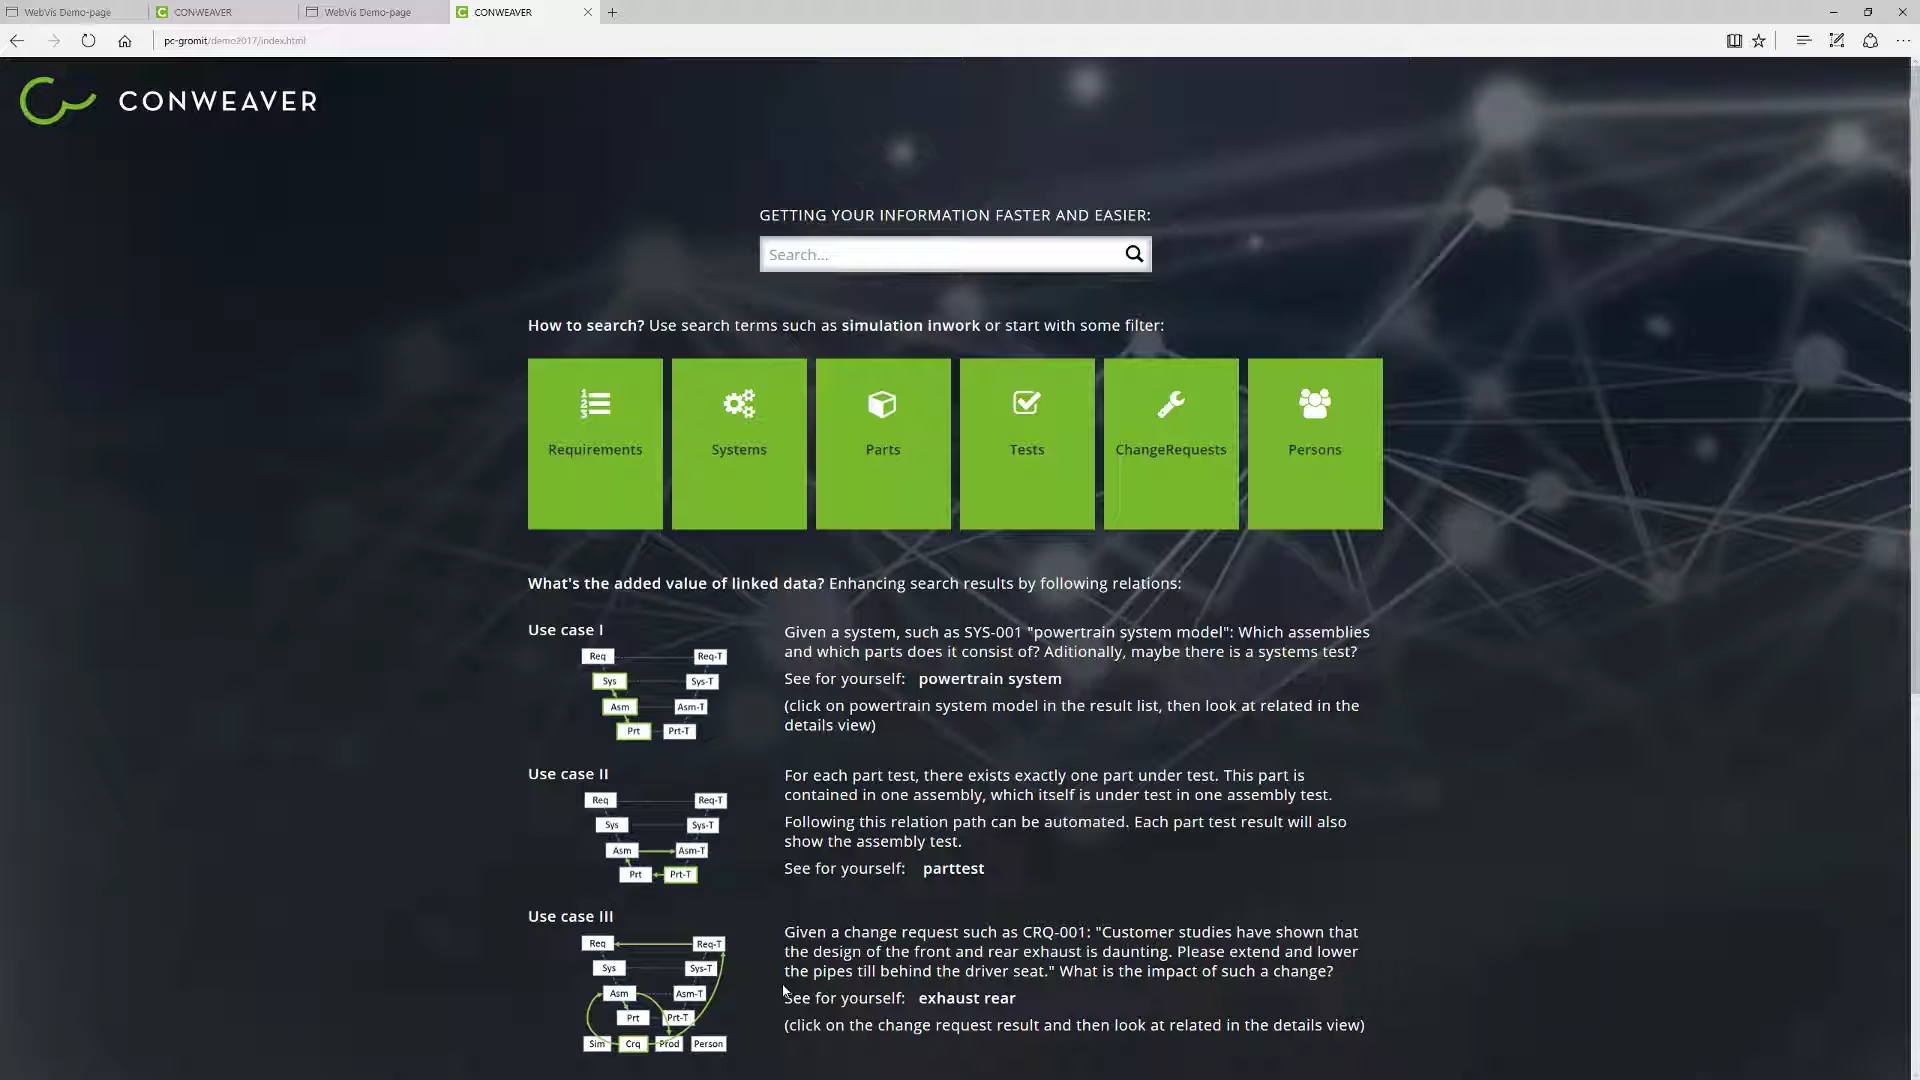 WebVis Demo-page
CONWEAVER
WebVis Demo-page
CONWEAVER
pc-gromit/demo2017/index.html
CONWEAVER
GETTING YOUR INFORMATION FASTER AND EASIER:
Search...
How to search? Use search terms such as simulation inwork or start with some filter:
1
2
3
Requirements
Systems
Parts
Tests
ChangeRequests
Persons
What's the added value of linked data? Enhancing search results by following relations:
Use case I
Req Req-T
Sys Sys-T
Asm Asm-T
Prt Prt-T
Given a system, such as SYS-001 "powertrain system model": Which assemblies
and which parts does it consist of? Aditionally, maybe there is a systems test?
See for yourself: powertrain system
(click on powertrain system model in the result list, then look at related in the
details view)
Use case II
Req Req-T
Sys Sys-T
Asm Asm-T
Prt Prt-T
For each part test, there exists exactly one part under test. This part is
contained in one assembly, which itself is under test in one assembly test.
Following this relation path can be automated. Each part test result will also
show the assembly test.
See for yourself: parttest
Use case III
Req Req-T
Sys Sys-T
Asm Asm-T
Prt Prt-T
Sim Crq Prod Person
Given a change request such as CRQ-001: "Customer studies have shown that
the design of the front and rear exhaust is daunting. Please extend and lower
the pipes till behind the driver seat." What is the impact of such a change?
See for yourself: exhaust rear
(click on the change request result and then look at related in the details view)